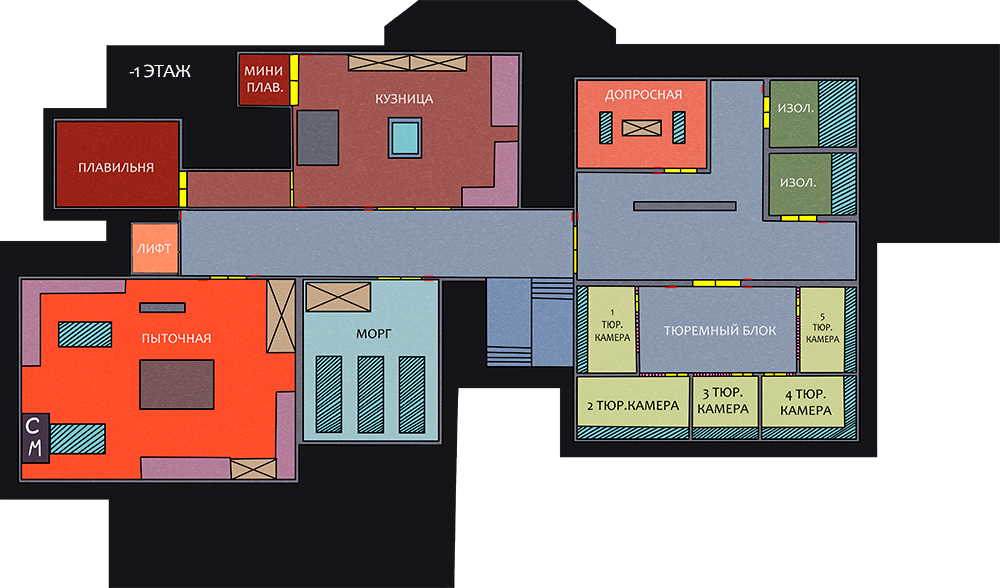 -1 ЭТАЖ
МИНИ
ПЛАВ.
КУЗНИЦА
ДОПРОСНАЯ
ИЗОЛ.
ПЛАВИЛЬНЯ
ИЗОЛ.
ЛИФТ
ПЫТОЧНАЯ
МОРГ
1
ТЮР.
КАМЕРА
ТЮРЕМНЫЙ БЛОК
5
ТЮР.
КАМЕРА
2 ТЮР.КАМЕРА
3 ТЮР.
КАМЕРА
4 ТЮР.
КАМЕРА
С
М